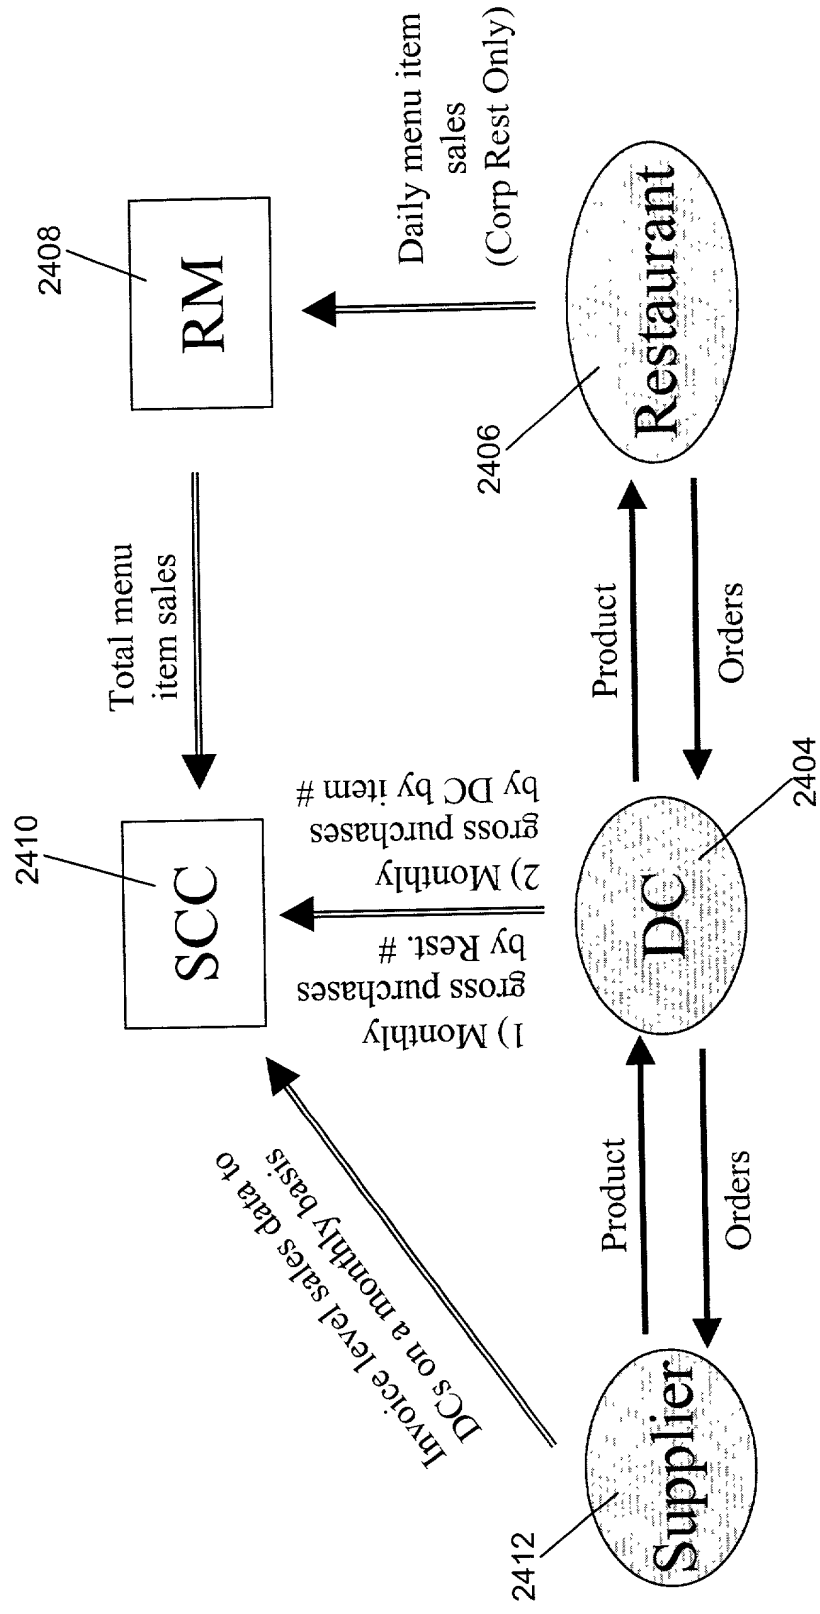 2410
SCC
Total menu
item sales
2408
RM
Invoice level sales data to
DCs on a monthly basis
1) Monthly
gross purchases
by Rest. #
2) Monthly
gross purchases
by DC by item #
Daily menu item
sales
(Corp Rest Only)
2412
Supplier
Product
Orders
DC
2404
Product
Orders
2406
Restaurant